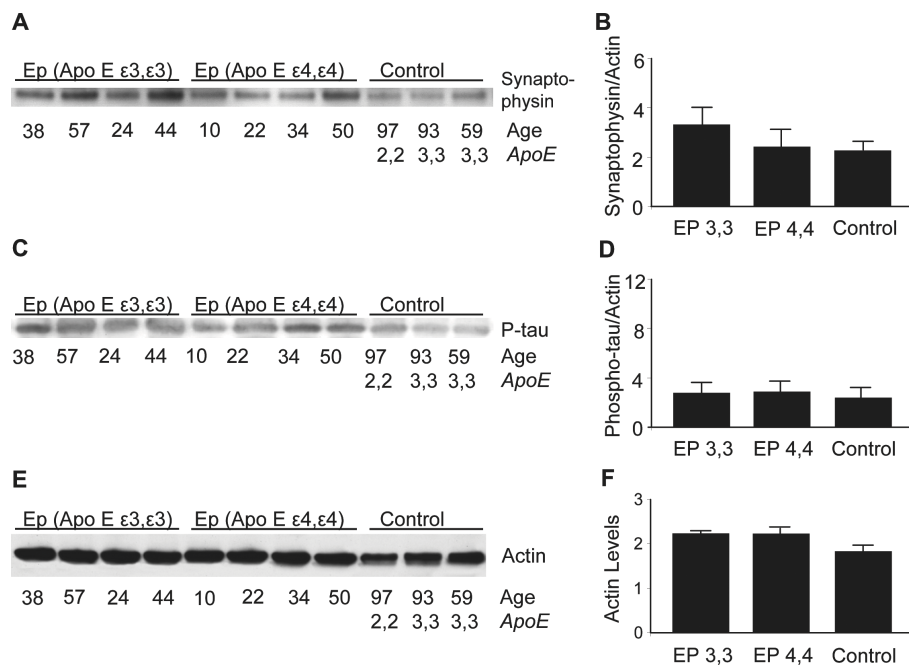 A
Ep (Apo E ε3,ε3) Ep (Apo E ε4,ε4) Control
Synapto-
physin
38 57 24 44 10 22 34 50 97 93 59 Age
2,2 3,3 3,3 ApoE
B
Synaptophysin/Actin
6
4
2
0
EP 3,3 EP 4,4 Control
C
Ep (Apo E ε3,ε3) Ep (Apo E ε4,ε4) Control
P-tau
38 57 24 44 10 22 34 50 97 93 59 Age
2,2 3,3 3,3 ApoE
D
Phospho-tau/Actin
12
8
4
0
EP 3,3 EP 4,4 Control
E
Ep (Apo E ε3,ε3) Ep (Apo E ε4,ε4) Control
Actin
38 57 24 44 10 22 34 50 97 93 59 Age
2,2 3,3 3,3 ApoE
F
Actin Levels
3
2
1
0
EP 3,3 EP 4,4 Control